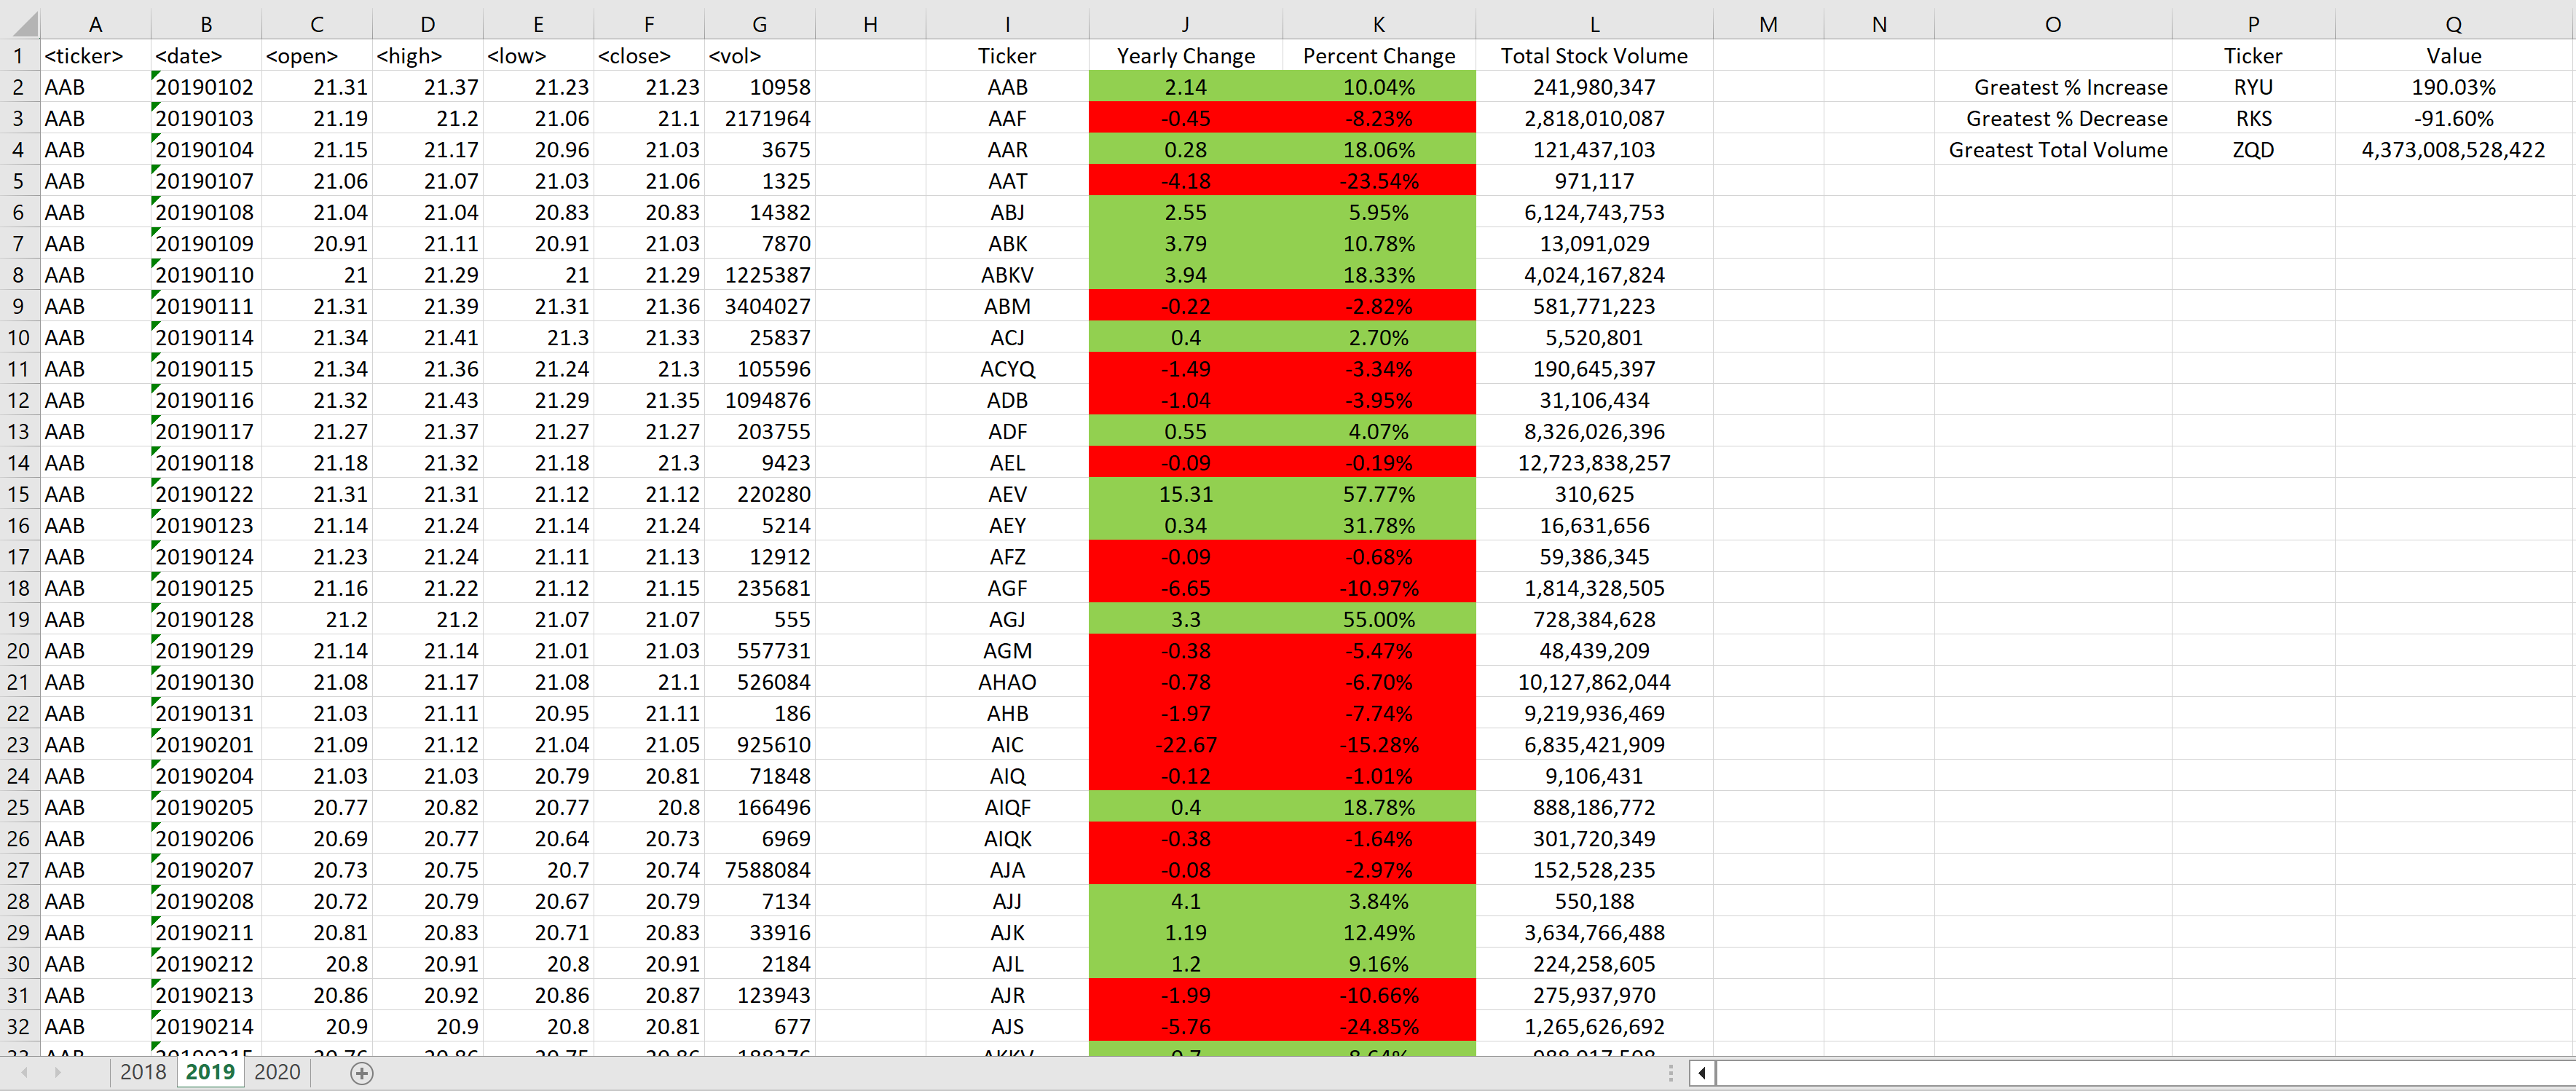 A B C D E F G H I J K L M N O P Q
1 <ticker> <date> <open> <high> <low> <close> <vol> Ticker Yearly Change Percent Change Total Stock Volume Ticker Value
2 AAB 20190102 21.31 21.37 21.23 21.23 10958 AAB 2.14 10.04% 241,980,347 Greatest % Increase RYU 190.03%
3 AAB 20190103 21.19 21.2 21.06 21.1 2171964 AAF -0.45 -8.23% 2,818,010,087 Greatest % Decrease RKS -91.60%
4 AAB 20190104 21.15 21.17 20.96 21.03 3675 AAR 0.28 18.06% 121,437,103 Greatest Total Volume ZQD 4,373,008,528,422
5 AAB 20190107 21.06 21.07 21.03 21.06 1325 AAT -4.18 -23.54% 971,117
6 AAB 20190108 21.04 21.04 20.83 20.83 14382 ABJ 2.55 5.95% 6,124,743,753
7 AAB 20190109 20.91 21.11 20.91 21.03 7870 ABK 3.79 10.78% 13,091,029
8 AAB 20190110 21 21.29 21 21.29 1225387 ABKV 3.94 18.33% 4,024,167,824
9 AAB 20190111 21.31 21.39 21.31 21.36 3404027 ABM -0.22 -2.82% 581,771,223
10 AAB 20190114 21.34 21.41 21.3 21.33 25837 ACJ 0.4 2.70% 5,520,801
11 AAB 20190115 21.34 21.36 21.24 21.3 105596 ACYQ -1.49 -3.34% 190,645,397
12 AAB 20190116 21.32 21.43 21.29 21.35 1094876 ADB -1.04 -3.95% 31,106,434
13 AAB 20190117 21.27 21.37 21.27 21.27 203755 ADF 0.55 4.07% 8,326,026,396
14 AAB 20190118 21.18 21.32 21.18 21.3 9423 AEL -0.09 -0.19% 12,723,838,257
15 AAB 20190122 21.31 21.31 21.12 21.12 220280 AEV 15.31 57.77% 310,625
16 AAB 20190123 21.14 21.24 21.14 21.24 5214 AEY 0.34 31.78% 16,631,656
17 AAB 20190124 21.23 21.24 21.11 21.13 12912 AFZ -0.09 -0.68% 59,386,345
18 AAB 20190125 21.16 21.22 21.12 21.15 235681 AGF -6.65 -10.97% 1,814,328,505
19 AAB 20190128 21.2 21.2 21.07 21.07 555 AGJ 3.3 55.00% 728,384,628
20 AAB 20190129 21.14 21.14 21.01 21.03 557731 AGM -0.38 -5.47% 48,439,209
21 AAB 20190130 21.08 21.17 21.08 21.1 526084 AHAO -0.78 -6.70% 10,127,862,044
22 AAB 20190131 21.03 21.11 20.95 21.11 186 AHB -1.97 -7.74% 9,219,936,469
23 AAB 20190201 21.09 21.12 21.04 21.05 925610 AIC -22.67 -15.28% 6,835,421,909
24 AAB 20190204 21.03 21.03 20.79 20.81 71848 AIQ -0.12 -1.01% 9,106,431
25 AAB 20190205 20.77 20.82 20.77 20.8 166496 AIQF 0.4 18.78% 888,186,772
26 AAB 20190206 20.69 20.77 20.64 20.73 6969 AIQK -0.38 -1.64% 301,720,349
27 AAB 20190207 20.73 20.75 20.7 20.74 7588084 AJA -0.08 -2.97% 152,528,235
28 AAB 20190208 20.72 20.79 20.67 20.79 7134 AJJ 4.1 3.84% 550,188
29 AAB 20190211 20.81 20.83 20.71 20.83 33916 AJK 1.19 12.49% 3,634,766,488
30 AAB 20190212 20.8 20.91 20.8 20.91 2184 AJL 1.2 9.16% 224,258,605
31 AAB 20190213 20.86 20.92 20.86 20.87 123943 AJR -1.99 -10.66% 275,937,970
32 AAB 20190214 20.9 20.9 20.8 20.81 677 AJS -5.76 -24.85% 1,265,626,692
2018 2019 2020